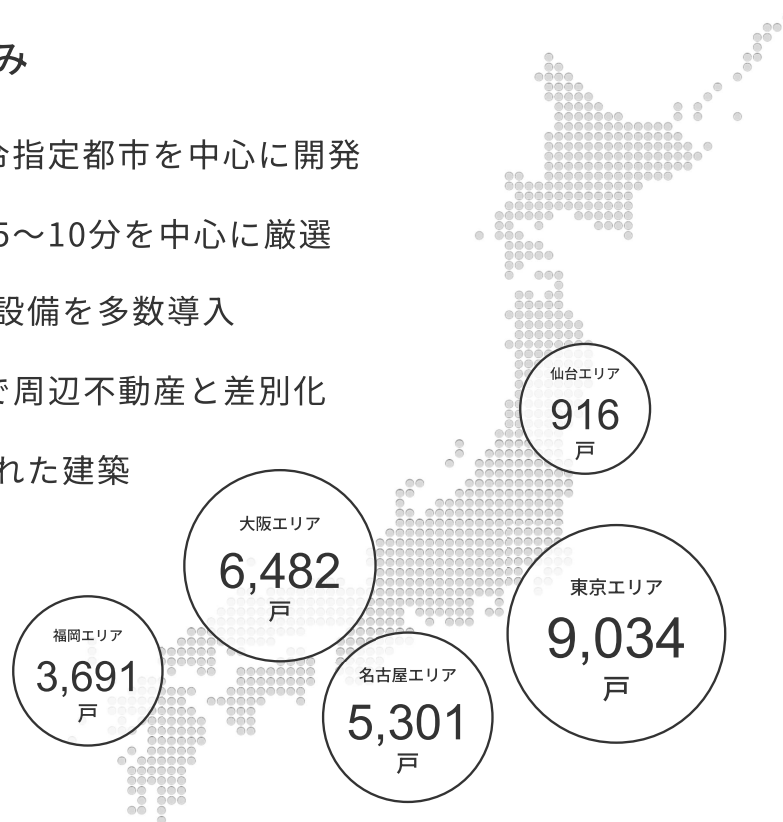 み
指定都市を中心に開発
5～10分を中心に厳選
設備を多数導入
で周辺不動産と差別化
れた建築
仙台エリア
916
戸
大阪エリア
6,482
戸
東京エリア
9,034
戸
福岡エリア
3,691
戸
名古屋エリア
5,301
戸